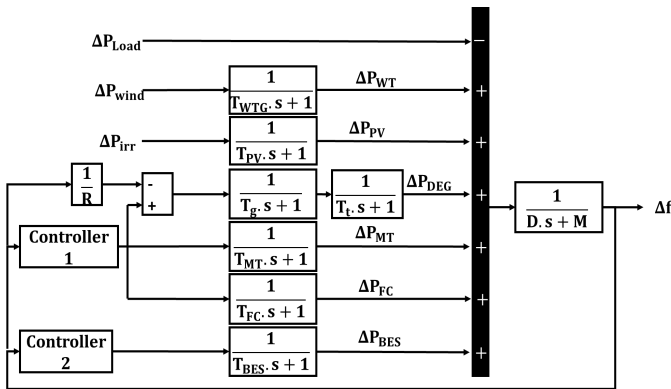 ΔP_Load
−
ΔP_wind
1
T_WTG. s + 1
ΔP_WT
+
ΔP_irr
1
T_PV. s + 1
ΔP_PV
+
1
R
-
+
1
T_g. s + 1
1
T_t. s + 1
ΔP_DEG
+
1
D. s + M
Δf
Controller
1
1
T_MT. s + 1
ΔP_MT
+
1
T_FC. s + 1
ΔP_FC
+
Controller
2
1
T_BES. s + 1
ΔP_BES
+